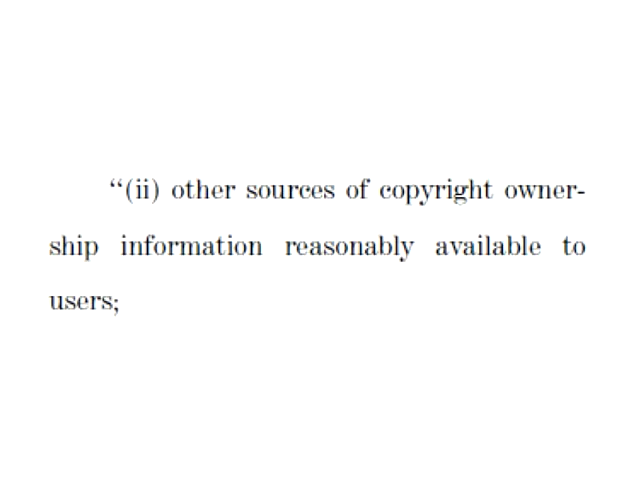 “(ii) other sources of copyright owner-
ship information reasonably available to
users;